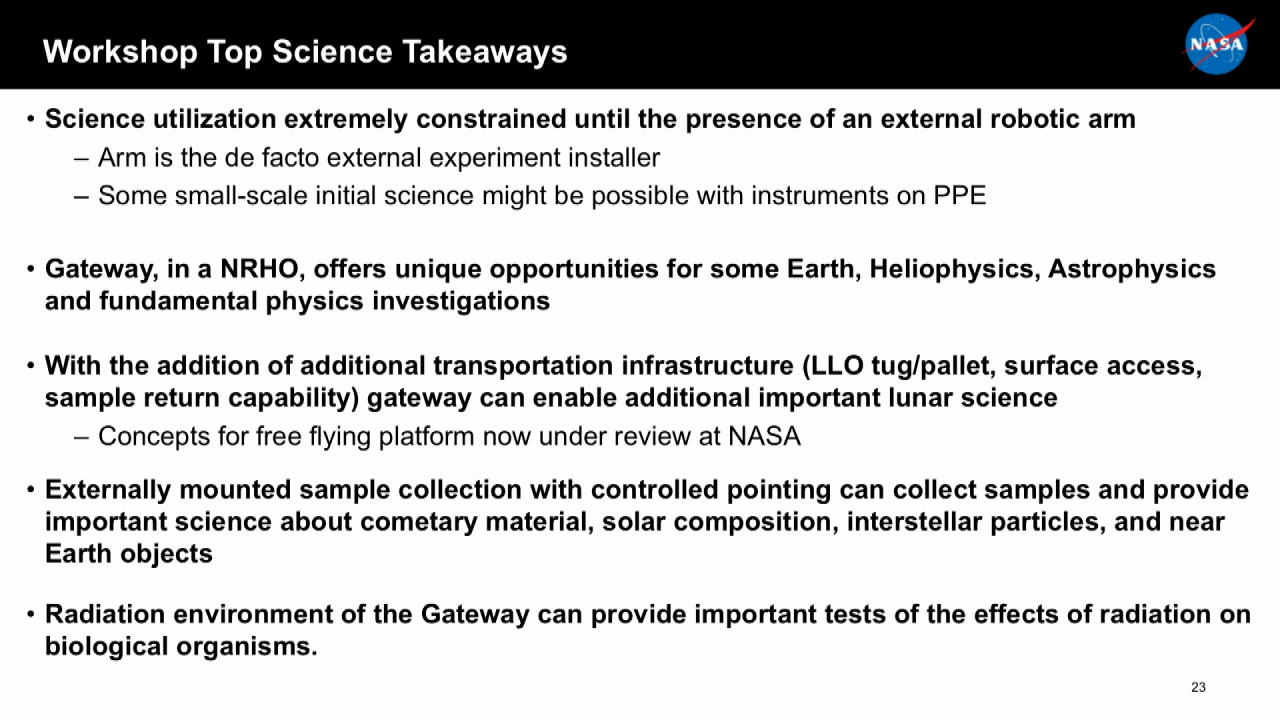 Workshop Top Science Takeaways
NASA
• Science utilization extremely constrained until the presence of an external robotic arm
– Arm is the de facto external experiment installer
– Some small-scale initial science might be possible with instruments on PPE
• Gateway, in a NRHO, offers unique opportunities for some Earth, Heliophysics, Astrophysics
and fundamental physics investigations
• With the addition of additional transportation infrastructure (LLO tug/pallet, surface access,
sample return capability) gateway can enable additional important lunar science
– Concepts for free flying platform now under review at NASA
• Externally mounted sample collection with controlled pointing can collect samples and provide
important science about cometary material, solar composition, interstellar particles, and near
Earth objects
• Radiation environment of the Gateway can provide important tests of the effects of radiation on
biological organisms.
23